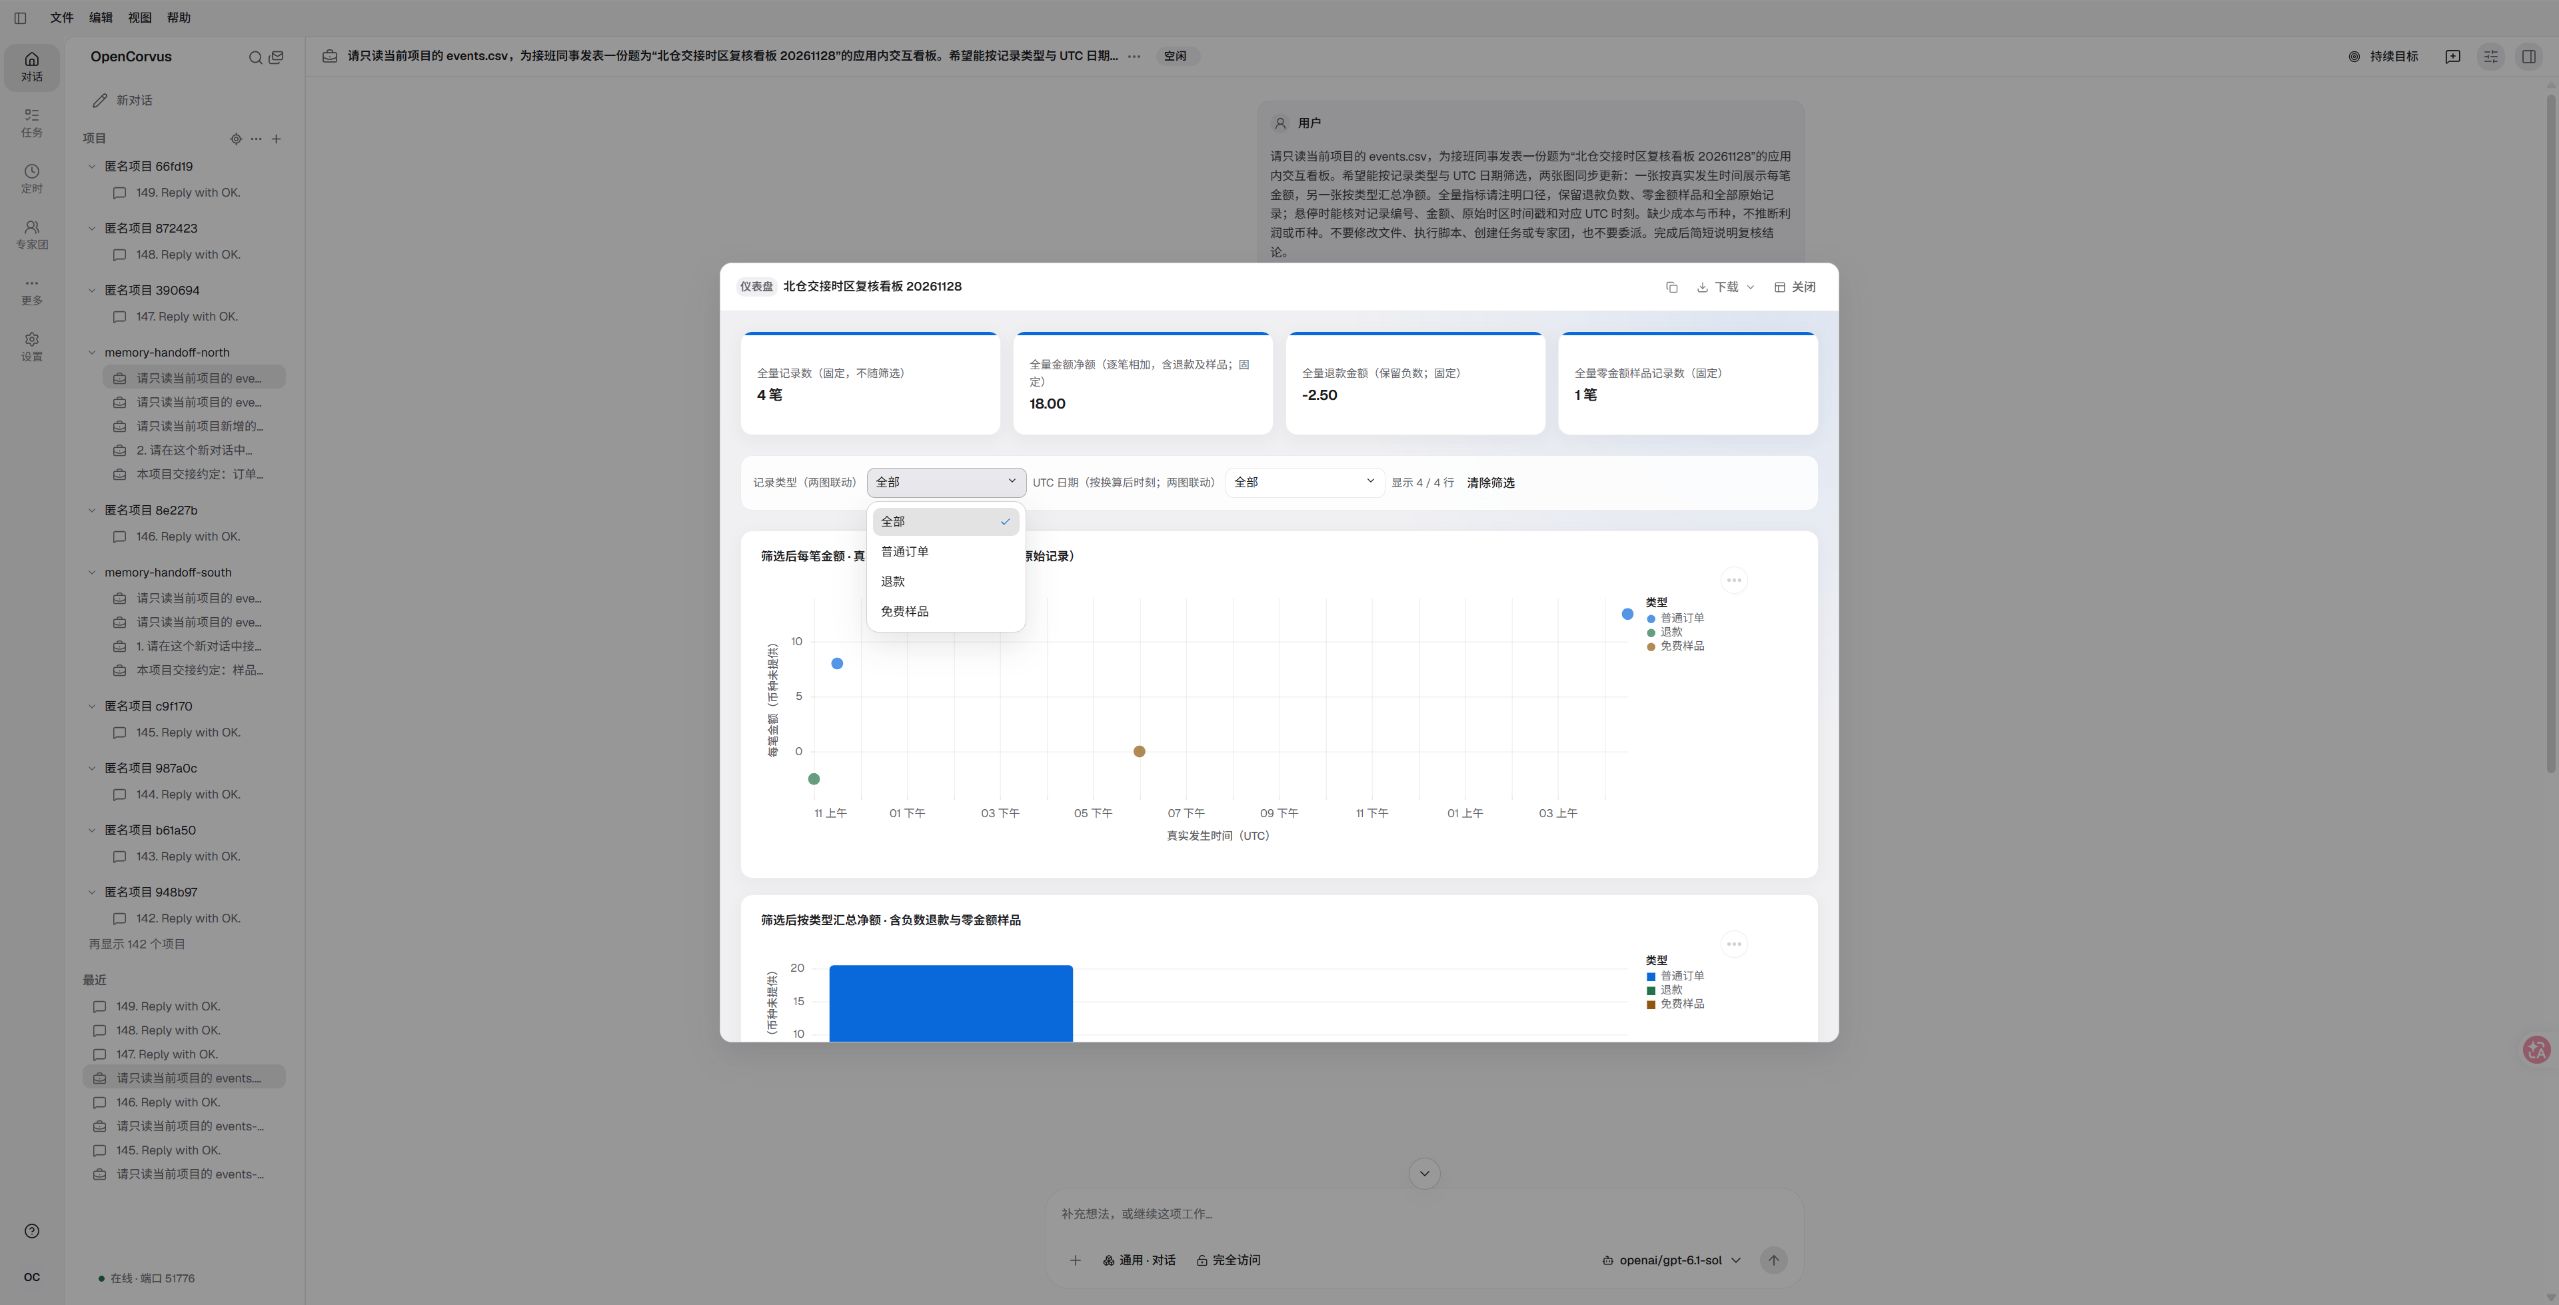 文件 编辑 视图 帮助
对话
任务
定时
专家团
更多
设置
OC
OpenCorvus
新对话
项目
匿名项目 66fd19
149. Reply with OK.
匿名项目 872423
148. Reply with OK.
匿名项目 390694
147. Reply with OK.
memory-handoff-north
请只读当前项目的 eve...
请只读当前项目的 eve...
请只读当前项目新增的...
2. 请在这个新对话中...
本项目交接约定：订单...
匿名项目 8e227b
146. Reply with OK.
memory-handoff-south
请只读当前项目的 eve...
请只读当前项目的 eve...
1. 请在这个新对话中接...
本项目交接约定：样品...
匿名项目 c9f170
145. Reply with OK.
匿名项目 987a0c
144. Reply with OK.
匿名项目 b61a50
143. Reply with OK.
匿名项目 948b97
142. Reply with OK.
再显示 142 个项目
最近
149. Reply with OK.
148. Reply with OK.
147. Reply with OK.
请只读当前项目的 events....
146. Reply with OK.
请只读当前项目的 events-...
145. Reply with OK.
请只读当前项目的 events-...
在线 · 端口 51776
请只读当前项目的 events.csv，为接班同事发表一份题为“北仓交接时区复核看板 20261128”的应用内交互看板。希望能按记录类型与 UTC 日期... ··· 空闲
持续目标
用户
请只读当前项目的 events.csv，为接班同事发表一份题为“北仓交接时区复核看板 20261128”的应用
内交互看板。希望能按记录类型与 UTC 日期筛选，两张图同步更新：一张按真实发生时间展示每笔
金额，另一张按类型汇总净额。全量指标请注明口径，保留退款负数、零金额样品和全部原始记
录；悬停时能核对记录编号、金额、原始时区时间戳和对应 UTC 时刻。缺少成本与币种，不推断利
润或币种。不要修改文件、执行脚本、创建任务或专家团，也不要委派。完成后简短说明复核结
论。
仪表盘 北仓交接时区复核看板 20261128
下载 关闭
全量记录数（固定，不随筛选）
4 笔
全量金额净额（逐笔相加，含退款及样品；固
定）
18.00
全量退款金额（保留负数；固定）
-2.50
全量零金额样品记录数（固定）
1 笔
记录类型（两图联动） 全部 UTC 日期（按换算后时刻；两图联动） 全部 显示 4 / 4 行 清除筛选
全部
普通订单
退款
免费样品
筛选后每笔金额 · 真
原始记录）
类型
普通订单
退款
免费样品
每笔金额（币种未提供）
10
5
0
11 上午 01 下午 03 下午 05 下午 07 下午 09 下午 11 下午 01 上午 03 上午
真实发生时间（UTC）
筛选后按类型汇总净额 · 含负数退款与零金额样品
类型
普通订单
退款
免费样品
（币种未提供）
20
15
10
补充想法，或继续这项工作...
通用 · 对话 完全访问 openai/gpt-6.1-sol